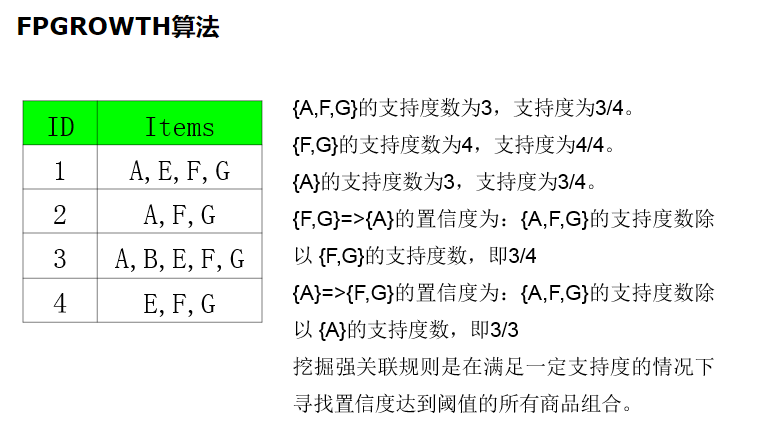 FPGROWTH算法
ID Items
1 A,E,F,G
2 A,F,G
3 A,B,E,F,G
4 E,F,G
{A,F,G}的支持度数为3，支持度为3/4。
{F,G}的支持度数为4，支持度为4/4。
{A}的支持度数为3，支持度为3/4。
{F,G}=>{A}的置信度为：{A,F,G}的支持度数除
以 {F,G}的支持度数，即3/4
{A}=>{F,G}的置信度为：{A,F,G}的支持度数除
以 {A}的支持度数，即3/3
挖掘强关联规则是在满足一定支持度的情况下
寻找置信度达到阈值的所有商品组合。